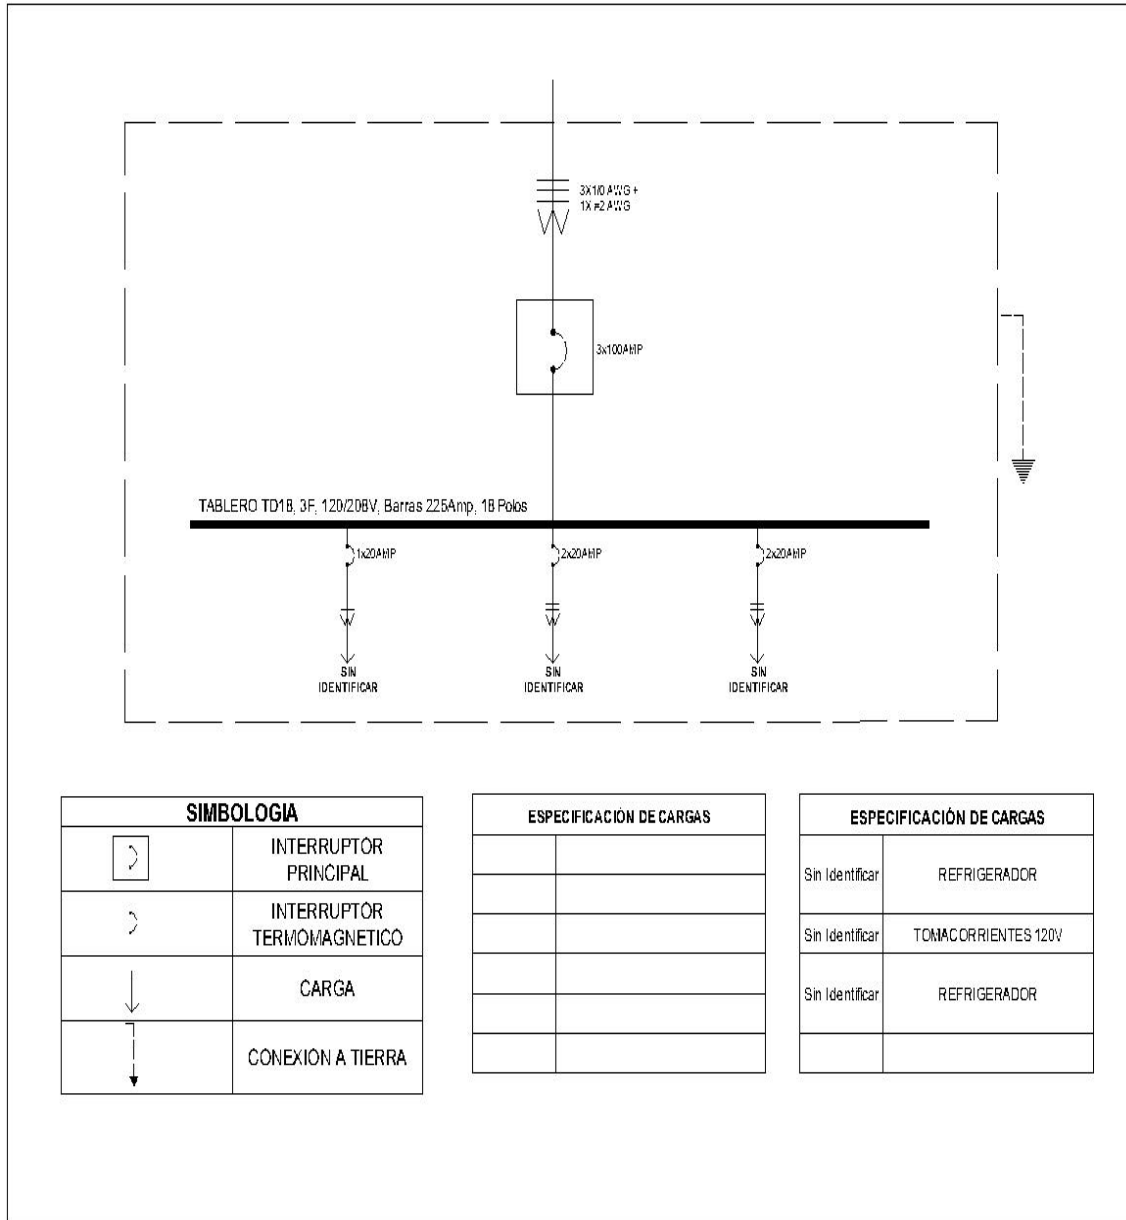 3X1/0 AWG +
1X #2 AWG
3x100AMP
TABLERO TD18, 3F, 120/208V, Barras 225Amp, 18 Polos
1x20AMP
2x20AMP
2x20AMP
SIN
IDENTIFICAR
SIN
IDENTIFICAR
SIN
IDENTIFICAR
SIMBOLOGIA
INTERRUPTOR
PRINCIPAL
INTERRUPTOR
TERMOMAGNETICO
CARGA
CONEXION A TIERRA
ESPECIFICACIÓN DE CARGAS
ESPECIFICACIÓN DE CARGAS
Sin Identificar REFRIGERADOR
Sin Identificar TOMACORRIENTES 120V
Sin Identificar REFRIGERADOR